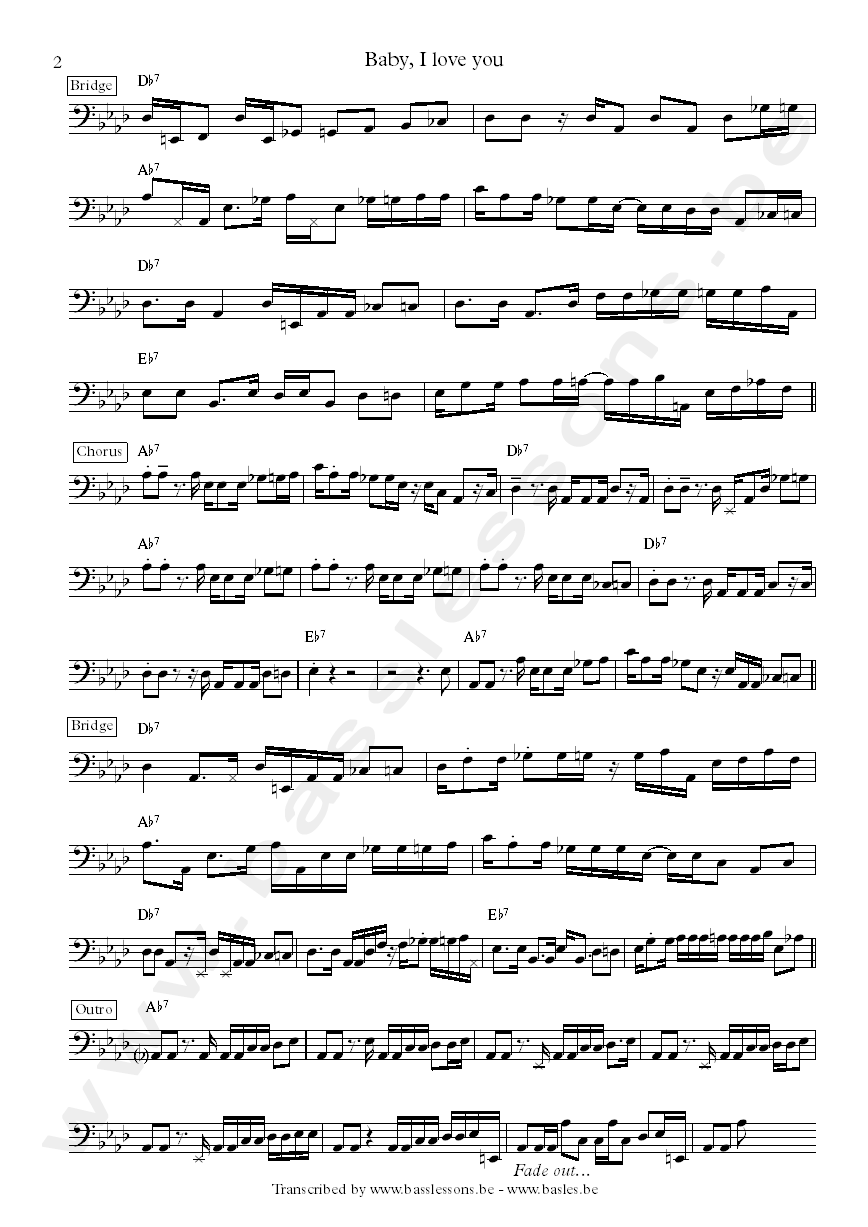 2
Baby, I love you
Bridge
D♭7
A♭7
D♭7
E♭7
Chorus A♭7 D♭7
A♭7 D♭7
E♭7 A♭7
Bridge
D♭7
A♭7
D♭7 E♭7
Outro A♭7
Fade out...
Transcribed by www.basslessons.be - www.basles.be
www.basslessons.be